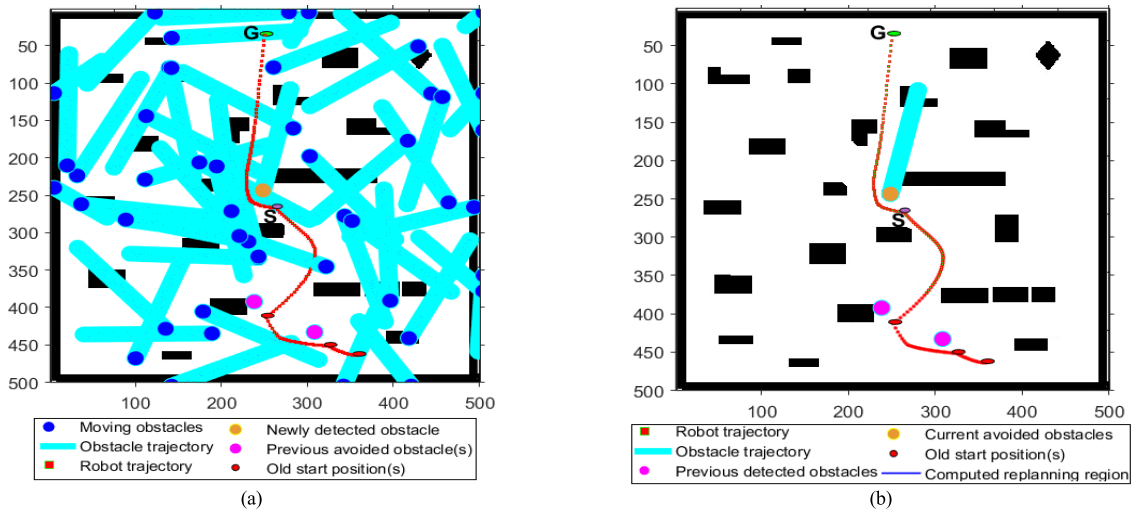 G
S
50
100
150
200
250
300
350
400
450
500
100
200
300
400
500
Moving obstacles
Obstacle trajectory
Robot trajectory
Newly detected obstacle
Previous avoided obstacle(s)
Old start position(s)
(a)
G
S
50
100
150
200
250
300
350
400
450
500
100
200
300
400
500
Robot trajectory
Obstacle trajectory
Previous detected obstacles
Current avoided obstacles
Old start position(s)
Computed replanning region
(b)